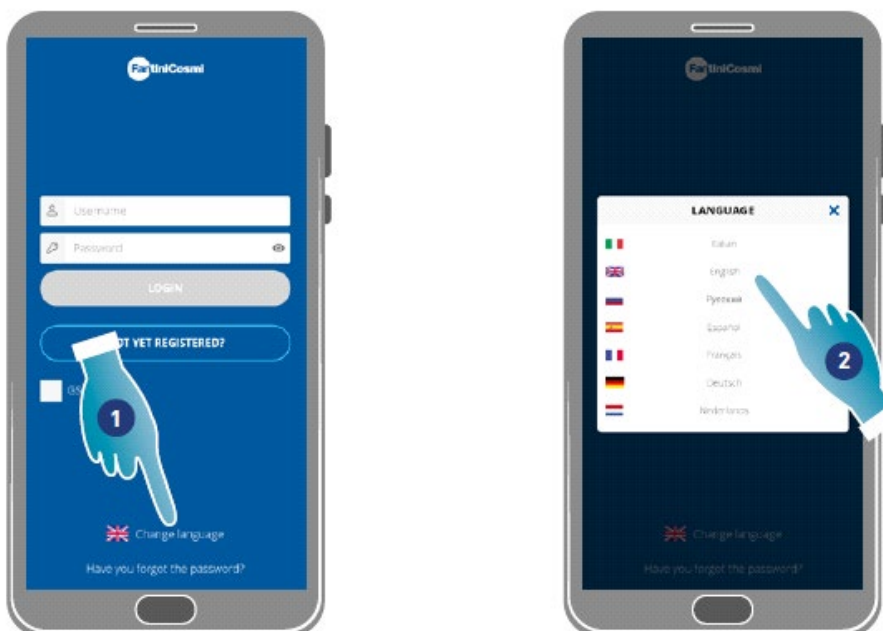 FantiniCosmi
Username
Password
LOGIN
OT YET REGISTERED?
1
Change language
Have you forgot the password?
FantiniCosmi
LANGUAGE
Italian
English
Русский
Español
Français
Deutsch
Nederlands
2
Change language
Have you forgot the password?